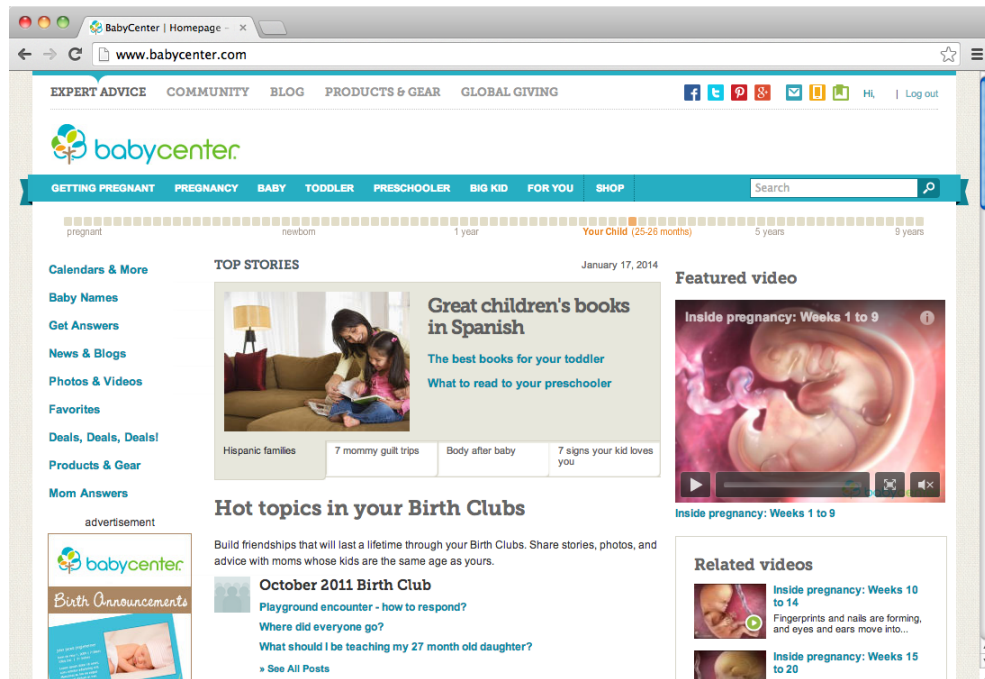 BabyCenter | Homepage –
www.babycenter.com
EXPERT ADVICE COMMUNITY BLOG PRODUCTS & GEAR GLOBAL GIVING Hi, | Log out
babycenter
GETTING PREGNANT PREGNANCY BABY TODDLER PRESCHOOLER BIG KID FOR YOU SHOP Search
pregnant newborn 1 year Your Child (25-26 months) 5 years 9 years
Calendars & More
Baby Names
Get Answers
News & Blogs
Photos & Videos
Favorites
Deals, Deals, Deals!
Products & Gear
Mom Answers
advertisement
babycenter
Birth Announcements
TOP STORIES January 17, 2014
Great children's books
in Spanish
The best books for your toddler
What to read to your preschooler
Hispanic families
7 mommy guilt trips
Body after baby
7 signs your kid loves
you
Hot topics in your Birth Clubs
Build friendships that will last a lifetime through your Birth Clubs. Share stories, photos, and
advice with moms whose kids are the same age as yours.
October 2011 Birth Club
Playground encounter - how to respond?
Where did everyone go?
What should I be teaching my 27 month old daughter?
» See All Posts
Featured video
Inside pregnancy: Weeks 1 to 9
Inside pregnancy: Weeks 1 to 9
Related videos
Inside pregnancy: Weeks 10
to 14
Fingerprints and nails are forming,
and eyes and ears move into...
Inside pregnancy: Weeks 15
to 20